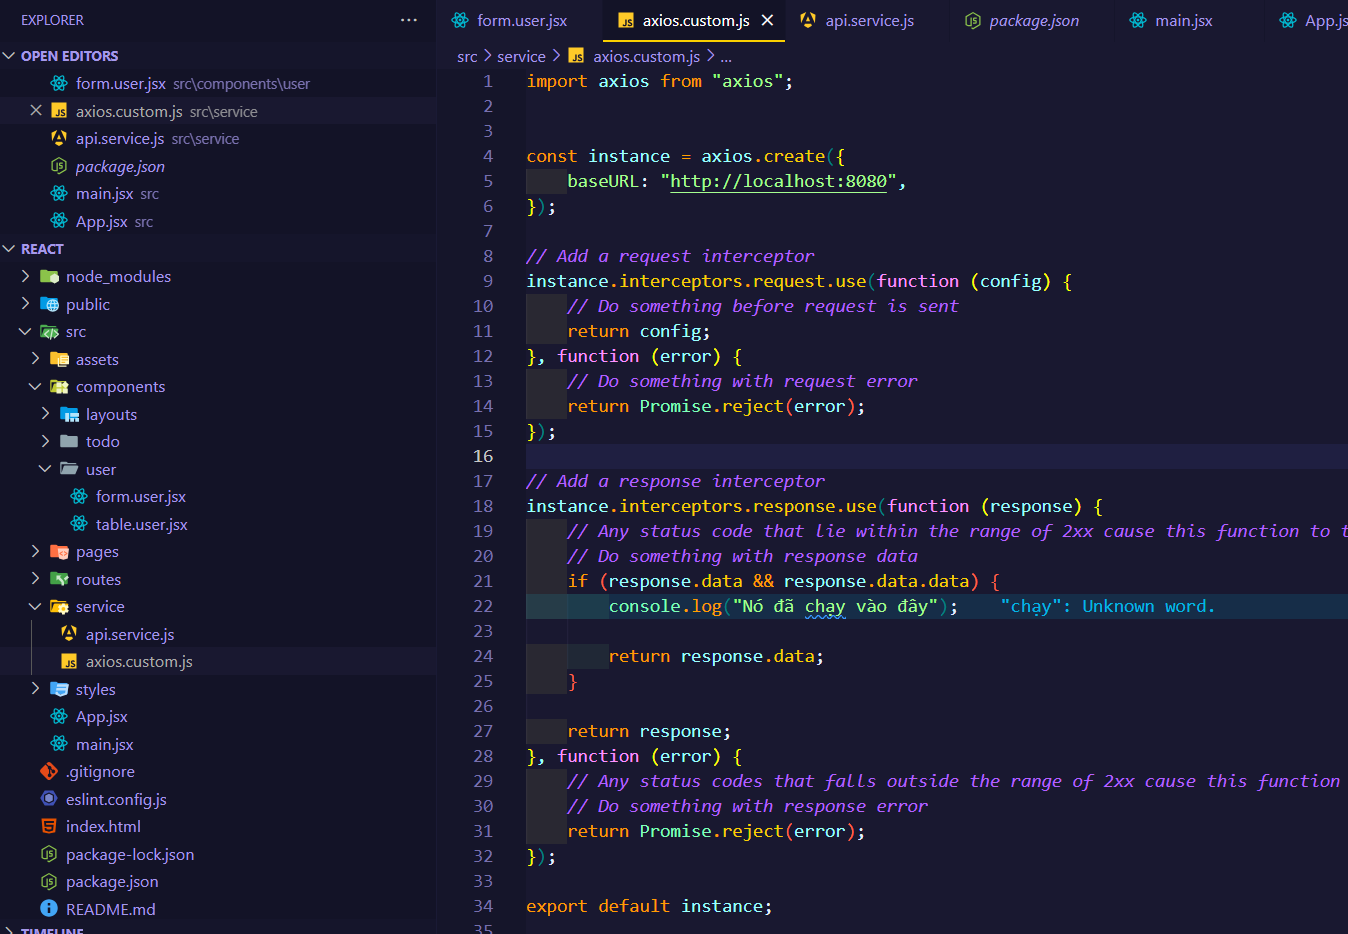 EXPLORER
OPEN EDITORS
form.user.jsx src\components\user
axios.custom.js src\service
api.service.js src\service
package.json
main.jsx src
App.jsx src
REACT
node_modules
public
src
assets
components
layouts
todo
user
form.user.jsx
table.user.jsx
pages
routes
service
api.service.js
axios.custom.js
styles
App.jsx
main.jsx
.gitignore
eslint.config.js
index.html
package-lock.json
package.json
README.md
TIMELINE
form.user.jsx axios.custom.js api.service.js package.json main.jsx App.js
src > service > axios.custom.js > ...
1 import axios from "axios";
2
3
4 const instance = axios.create({
5 baseURL: "http://localhost:8080",
6 });
7
8 // Add a request interceptor
9 instance.interceptors.request.use(function (config) {
10 // Do something before request is sent
11 return config;
12 }, function (error) {
13 // Do something with request error
14 return Promise.reject(error);
15 });
16
17 // Add a response interceptor
18 instance.interceptors.response.use(function (response) {
19 // Any status code that lie within the range of 2xx cause this function to t
20 // Do something with response data
21 if (response.data && response.data.data) {
22 console.log("Nó đã chạy vào đây"); "chạy": Unknown word.
23
24 return response.data;
25 }
26
27 return response;
28 }, function (error) {
29 // Any status codes that falls outside the range of 2xx cause this function
30 // Do something with response error
31 return Promise.reject(error);
32 });
33
34 export default instance;
35